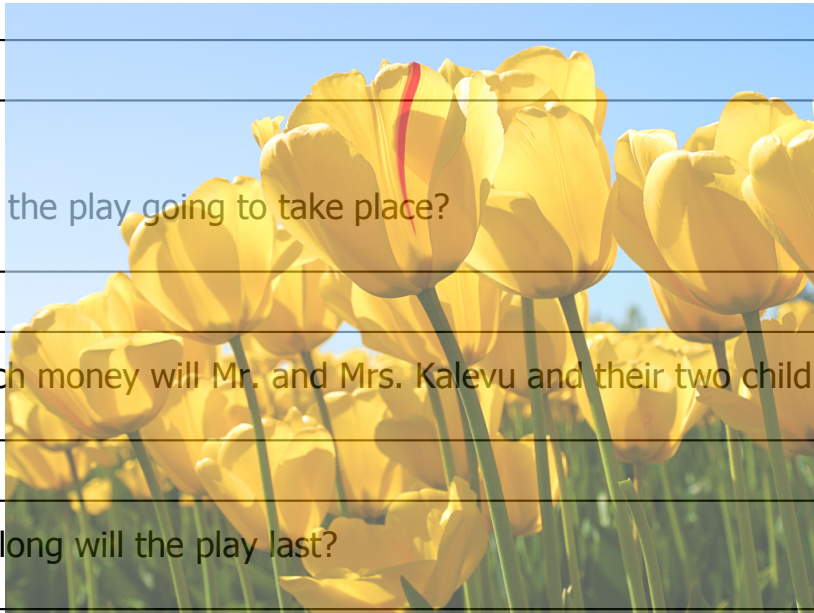 the play going to take place?
money will Mr. and Mrs. Kalevu and their two child
long will the play last?